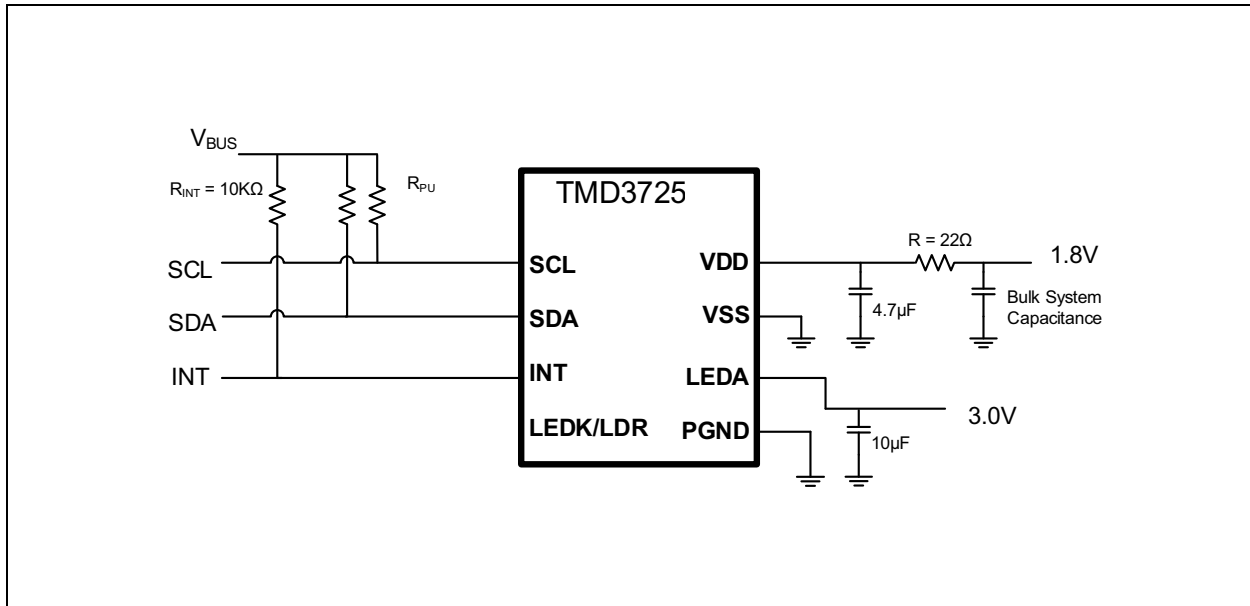 VBUS
RINT = 10KΩ
RPU
TMD3725
SCL
SDA
INT
SCL
SDA
INT
LEDK/LDR
VDD
VSS
LEDA
PGND
R = 22Ω
1.8V
4.7µF
Bulk System
Capacitance
3.0V
10µF